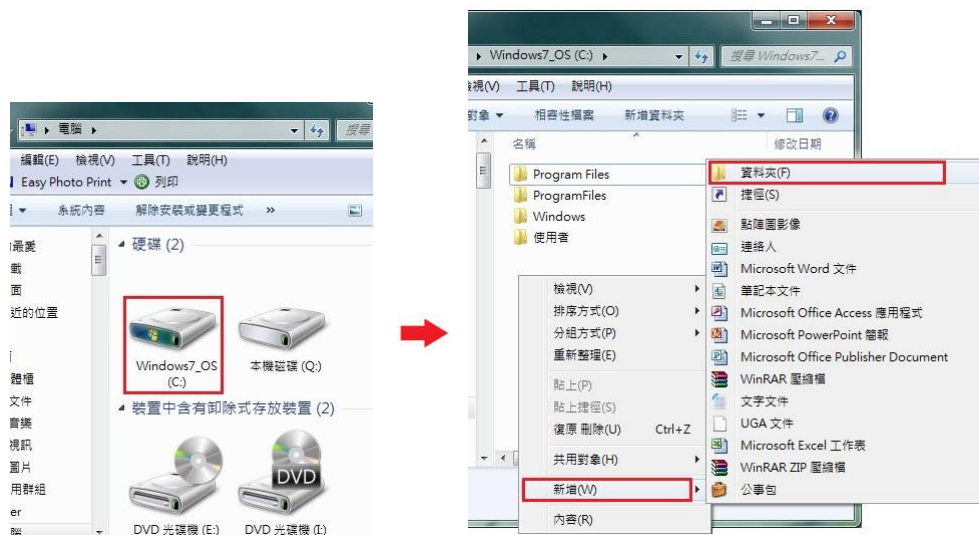 電腦
搜尋
編輯(E) 檢視(V) 工具(T) 說明(H)
Easy Photo Print 列印
系統內容 解除安裝或變更程式 »
最愛
載
面
近的位置
體櫃
文件
音樂
視訊
圖片
用群組
er
腦
硬碟 (2)
Windows7_OS (C:)
本機磁碟 (Q:)
裝置中含有卸除式存放裝置 (2)
DVD
DVD 光碟機 (E:) DVD 光碟機 (I:)
Windows7_OS (C:)
搜尋 Windows7...
檢視(V) 工具(T) 說明(H)
對象 相容性檔案 新增資料夾
名稱 修改日期
Program Files
ProgramFiles
Windows
使用者
檢視(V)
排序方式(O)
分組方式(P)
重新整理(E)
貼上(P)
貼上捷徑(S)
復原 刪除(U) Ctrl+Z
共用對象(H)
新增(W)
內容(R)
資料夾(F)
捷徑(S)
點陣圖影像
連絡人
Microsoft Word 文件
筆記本文件
Microsoft Office Access 應用程式
Microsoft PowerPoint 簡報
Microsoft Office Publisher Document
WinRAR 壓縮檔
文字文件
UGA 文件
Microsoft Excel 工作表
WinRAR ZIP 壓縮檔
公事包